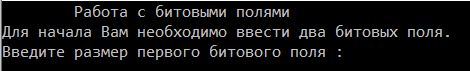 Работа с битовыми полями
Для начала Вам необходимо ввести два битовых поля.
Введите размер первого битового поля :